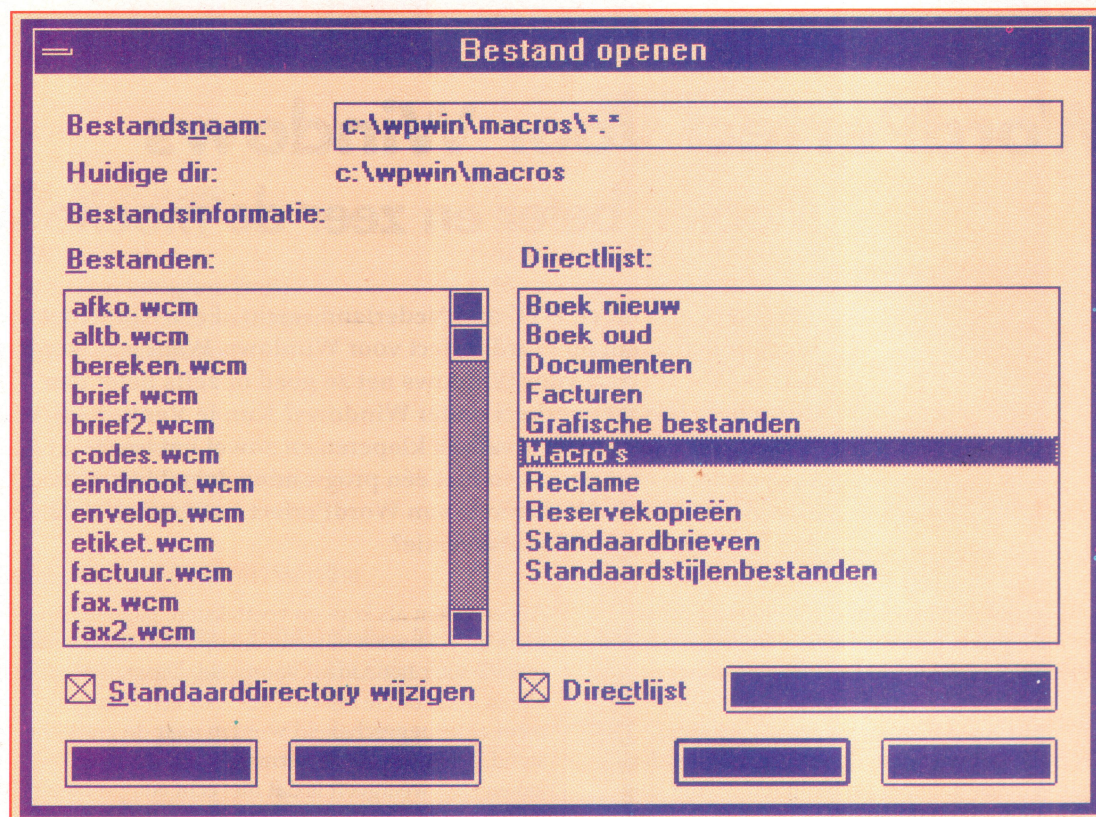 Bestand openen
Bestandsnaam: c:\wpwin\macros\*.*
Huidige dir: c:\wpwin\macros
Bestandsinformatie:
Bestanden: Directlijst:
afko.wcm
altb.wcm
bereken.wcm
brief.wcm
brief2.wcm
codes.wcm
eindnoot.wcm
envelop.wcm
etiket.wcm
factuur.wcm
fax.wcm
fax2.wcm
Boek nieuw
Boek oud
Documenten
Facturen
Grafische bestanden
Macro's
Reclame
Reservekopieën
Standaardbrieven
Standaardstijlenbestanden
Standaarddirectory wijzigen Directlijst